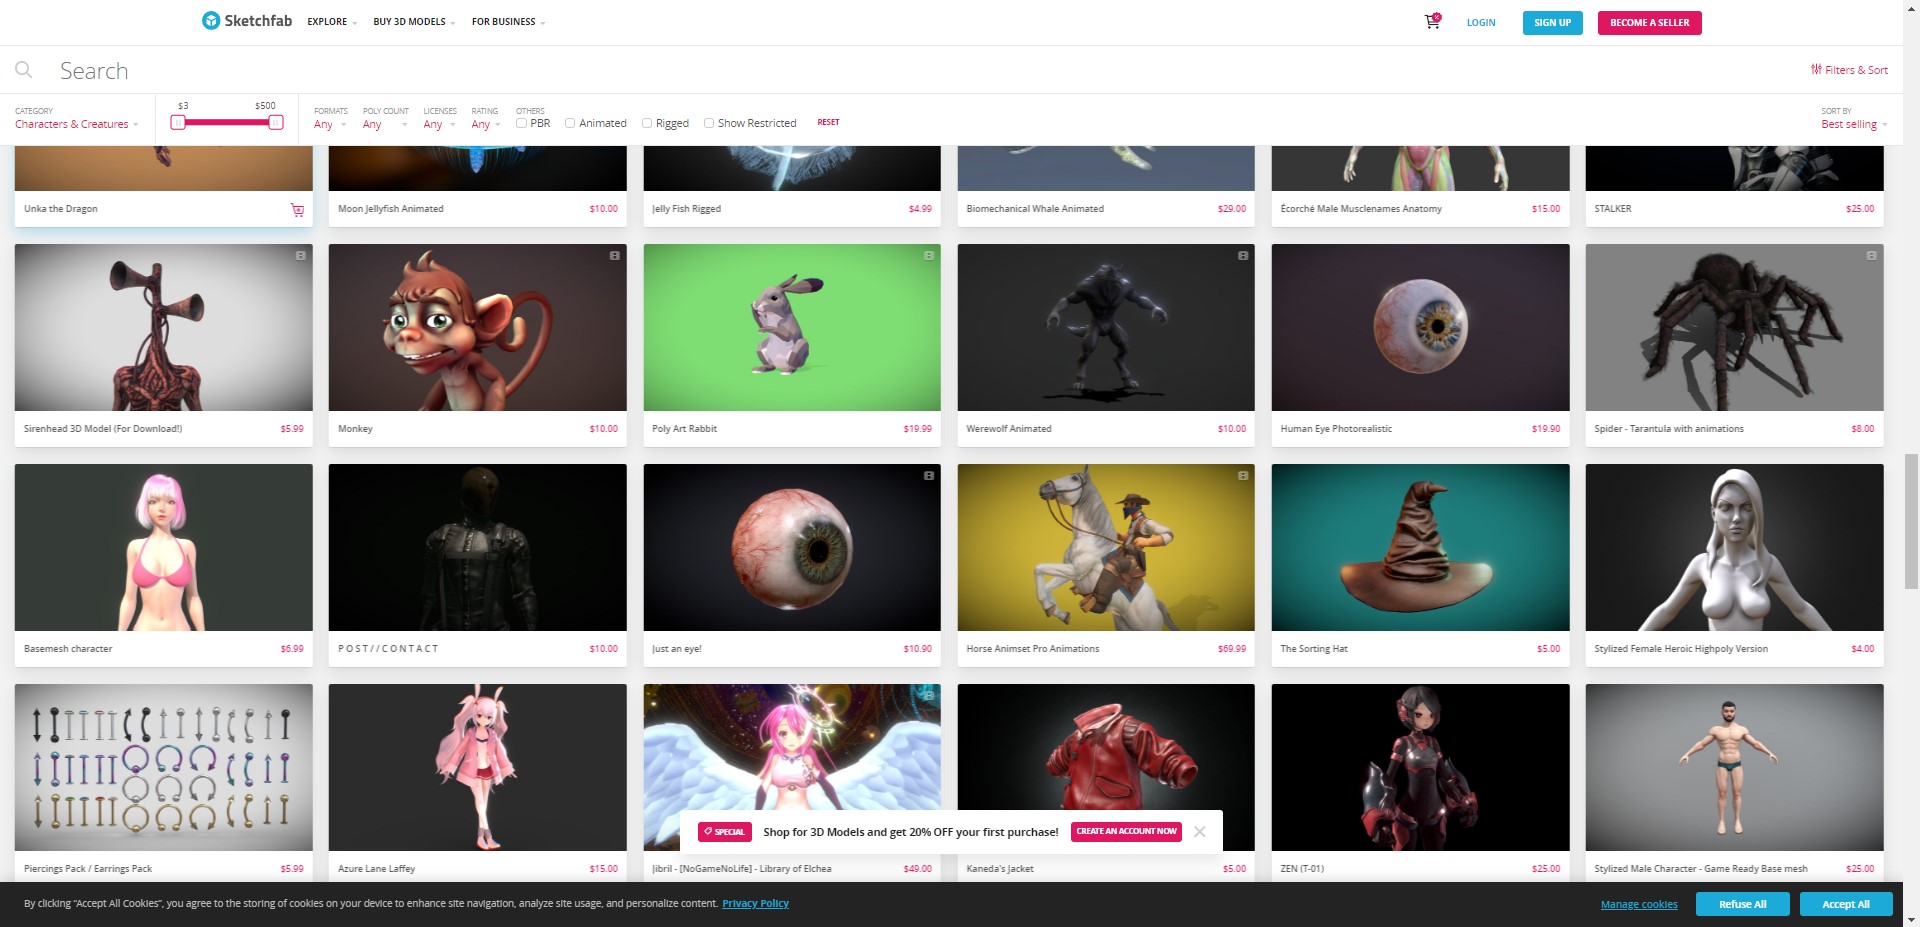 Sketchfab EXPLORE BUY 3D MODELS FOR BUSINESS LOGIN SIGN UP BECOME A SELLER
Search Filters & Sort
$3 $500
CATEGORY FORMATS POLY COUNT LICENSES RATING OTHERS SORT BY
Characters & Creatures Any Any Any Any PBR Animated Rigged Show Restricted RESET Best selling
Unka the Dragon Moon Jellyfish Animated $10.00 Jelly Fish Rigged $4.99 Biomechanical Whale Animated $29.00 Écorché Male Musclenames Anatomy $15.00 STALKER $25.00
Sirenhead 3D Model (For Download!) $5.99 Monkey $10.00 Poly Art Rabbit $19.99 Werewolf Animated $10.00 Human Eye Photorealistic $19.90 Spider - Tarantula with animations $8.00
Basemesh character $6.99 P O S T / / C O N T A C T $10.00 Just an eye! $10.90 Horse Animset Pro Animations $69.99 The Sorting Hat $5.00 Stylized Female Heroic Highpoly Version $4.00
SPECIAL Shop for 3D Models and get 20% OFF your first purchase! CREATE AN ACCOUNT NOW
Piercings Pack / Earrings Pack $5.99 Azure Lane Laffey $15.00 Jibril - [NoGameNoLife] - Library of Elchea $49.00 Kaneda's Jacket $5.00 ZEN (T-01) $25.00 Stylized Male Character - Game Ready Base mesh $25.00
By clicking “Accept All Cookies”, you agree to the storing of cookies on your device to enhance site navigation, analyze site usage, and personalize content. Privacy Policy Manage cookies Refuse All Accept All